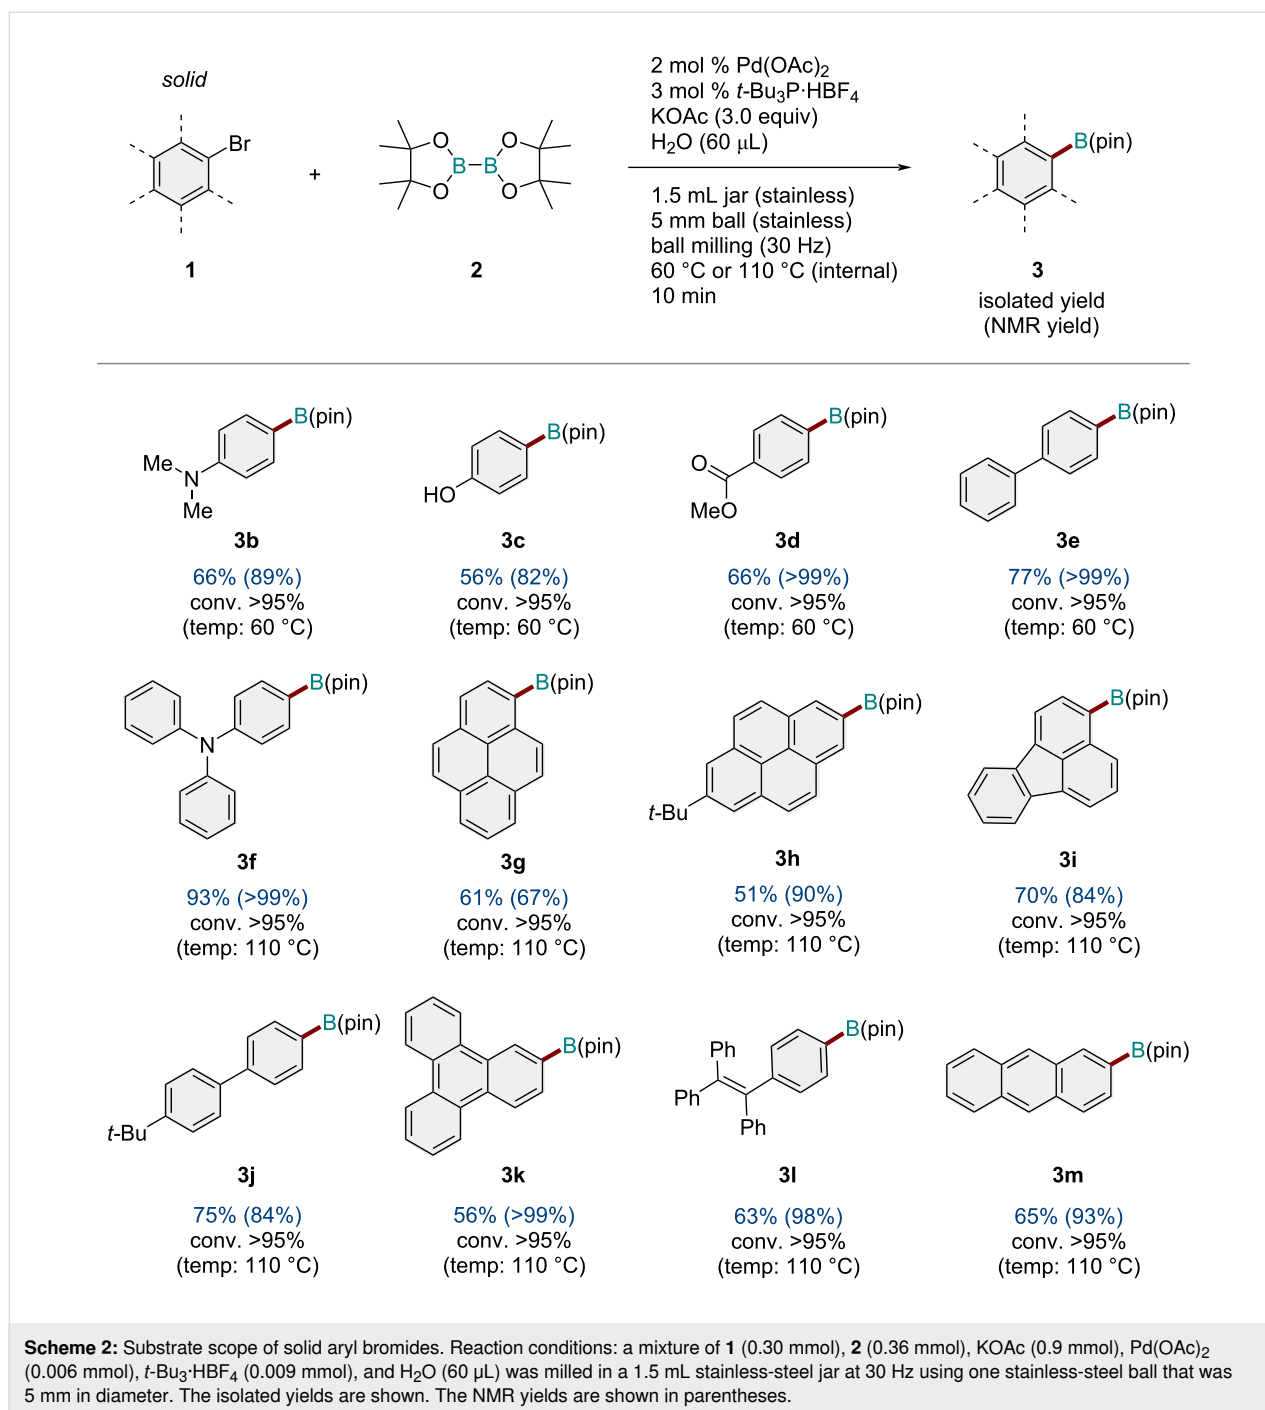 solid
Br
+
O O
B B
O O
1
2
2 mol % Pd(OAc)2
3 mol % t-Bu3P·HBF4
KOAc (3.0 equiv)
H2O (60 μL)
1.5 mL jar (stainless)
5 mm ball (stainless)
ball milling (30 Hz)
60 °C or 110 °C (internal)
10 min
B(pin)
3
isolated yield
(NMR yield)
B(pin)
Me
N
Me
3b
66% (89%)
conv. >95%
(temp: 60 °C)
B(pin)
HO
3c
56% (82%)
conv. >95%
(temp: 60 °C)
B(pin)
O
MeO
3d
66% (>99%)
conv. >95%
(temp: 60 °C)
B(pin)
3e
77% (>99%)
conv. >95%
(temp: 60 °C)
B(pin)
N
3f
93% (>99%)
conv. >95%
(temp: 110 °C)
B(pin)
3g
61% (67%)
conv. >95%
(temp: 110 °C)
B(pin)
t-Bu
3h
51% (90%)
conv. >95%
(temp: 110 °C)
B(pin)
3i
70% (84%)
conv. >95%
(temp: 110 °C)
B(pin)
t-Bu
3j
75% (84%)
conv. >95%
(temp: 110 °C)
B(pin)
3k
56% (>99%)
conv. >95%
(temp: 110 °C)
B(pin)
Ph
Ph
Ph
3l
63% (98%)
conv. >95%
(temp: 110 °C)
B(pin)
3m
65% (93%)
conv. >95%
(temp: 110 °C)
Scheme 2: Substrate scope of solid aryl bromides. Reaction conditions: a mixture of 1 (0.30 mmol), 2 (0.36 mmol), KOAc (0.9 mmol), Pd(OAc)2
(0.006 mmol), t-Bu3·HBF4 (0.009 mmol), and H2O (60 μL) was milled in a 1.5 mL stainless-steel jar at 30 Hz using one stainless-steel ball that was
5 mm in diameter. The isolated yields are shown. The NMR yields are shown in parentheses.